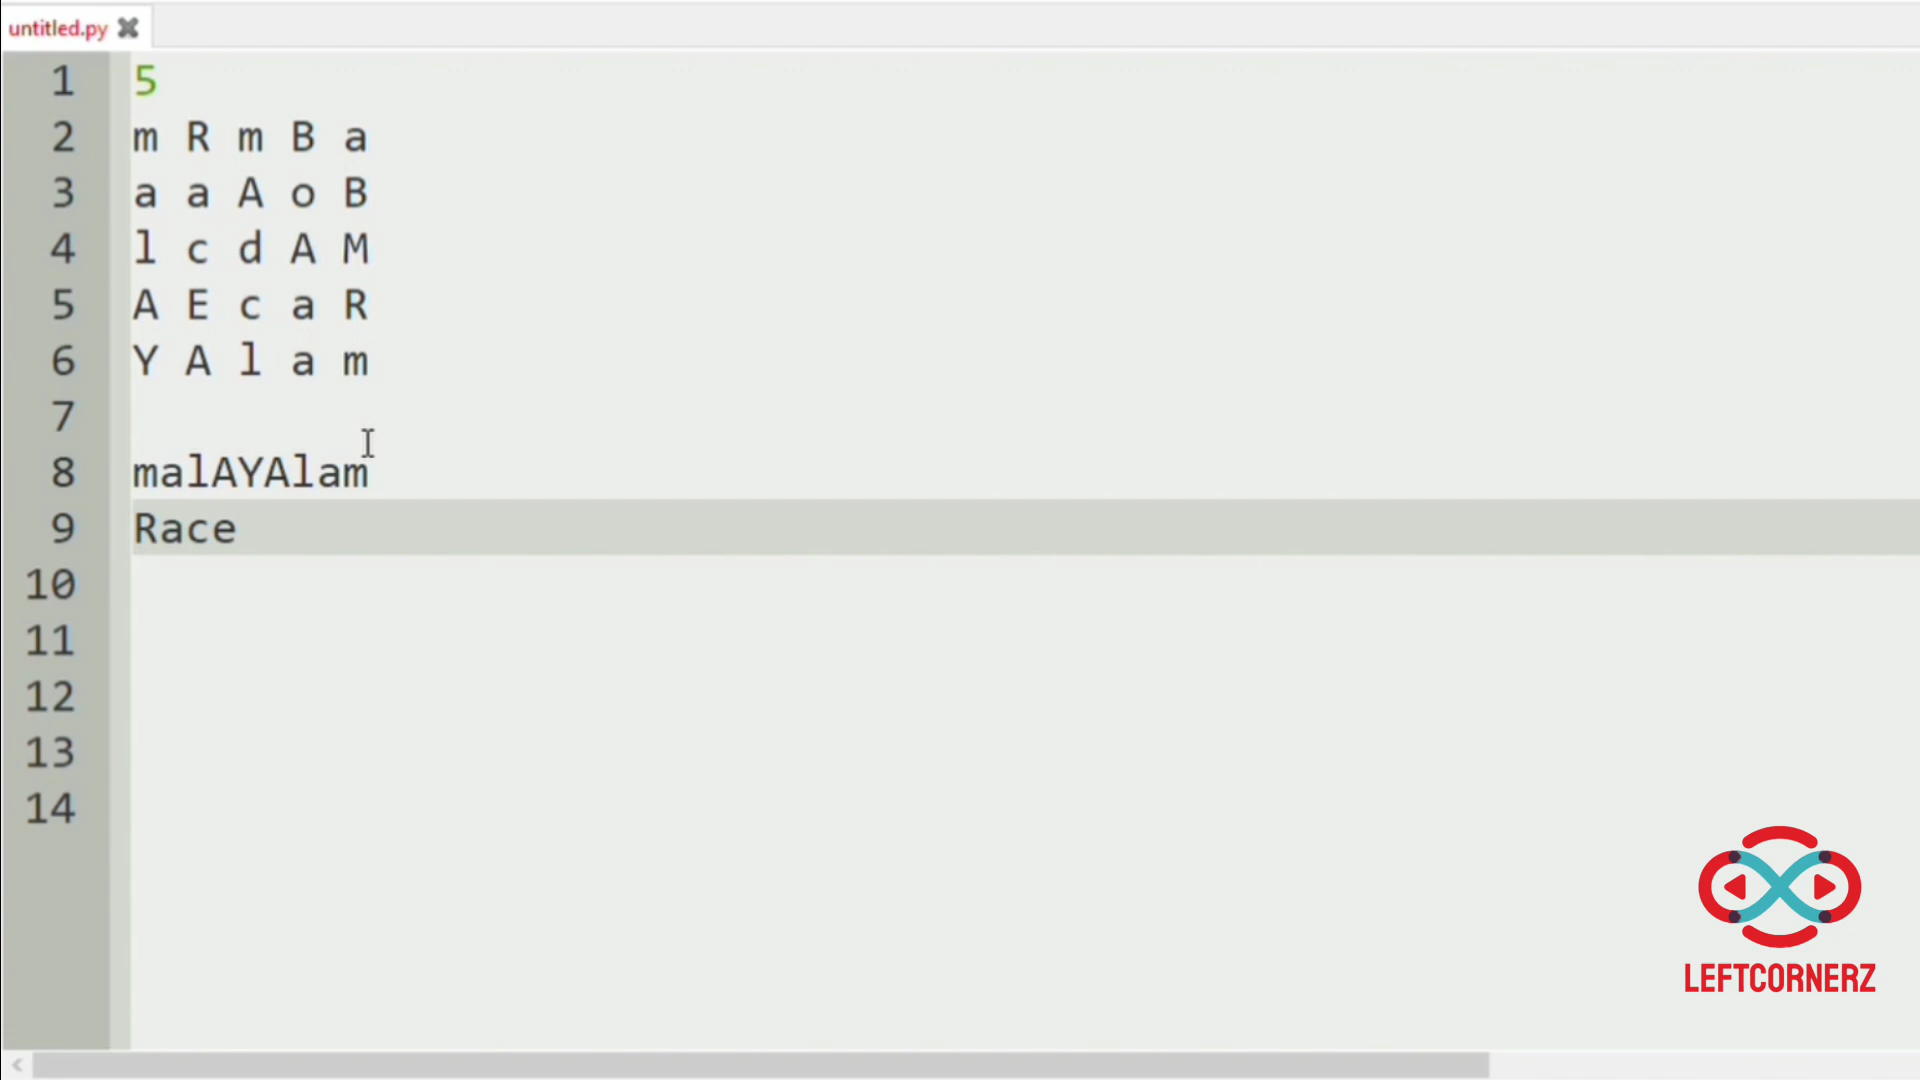 untitled.py
1 5
2 m R m B a
3 a a A o B
4 l c d A M
5 A E c a R
6 Y A l a m
7
8 malAYAlam
9 Race
10
11
12
13
14
LEFTCORNERZ